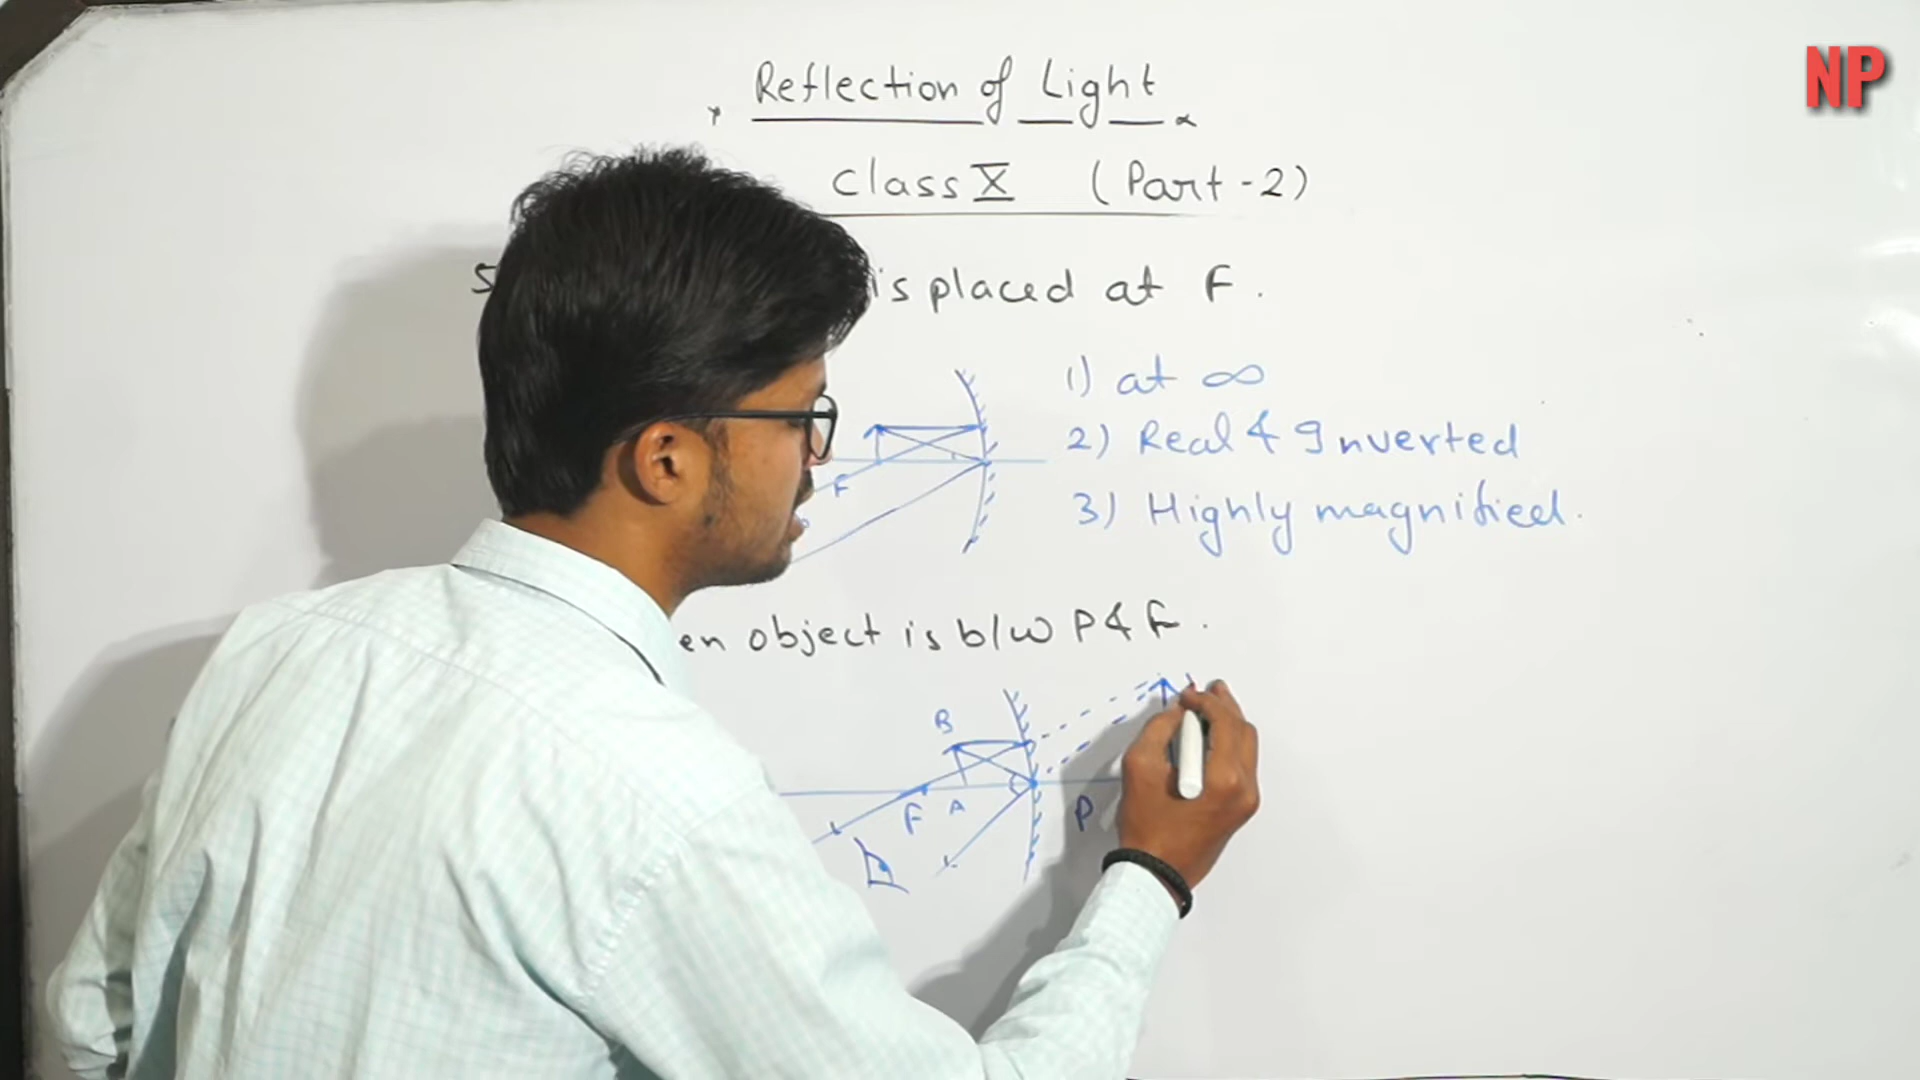 NP
Reflection of Light
Class X (Part-2)
5 is placed at F.
1) at ∞
2) Real & Inverted
3) Highly magnified.
F
en object is b/w P & F.
B
F A P